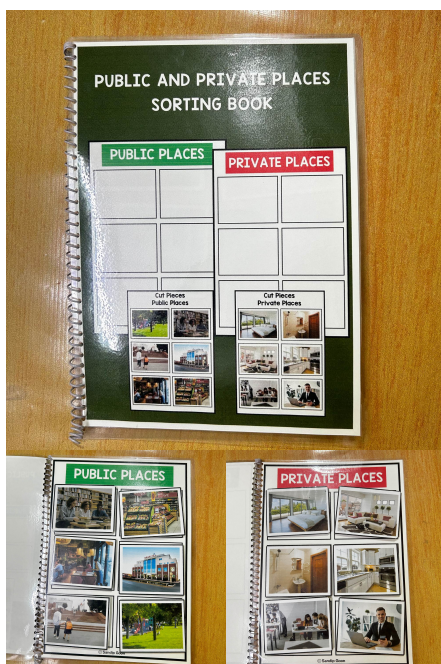 PUBLIC AND PRIVATE PLACES
SORTING BOOK
PUBLIC PLACES
PRIVATE PLACES
Cut Pieces
Public Places
Cut Pieces
Private Places
PUBLIC PLACES
PRIVATE PLACES